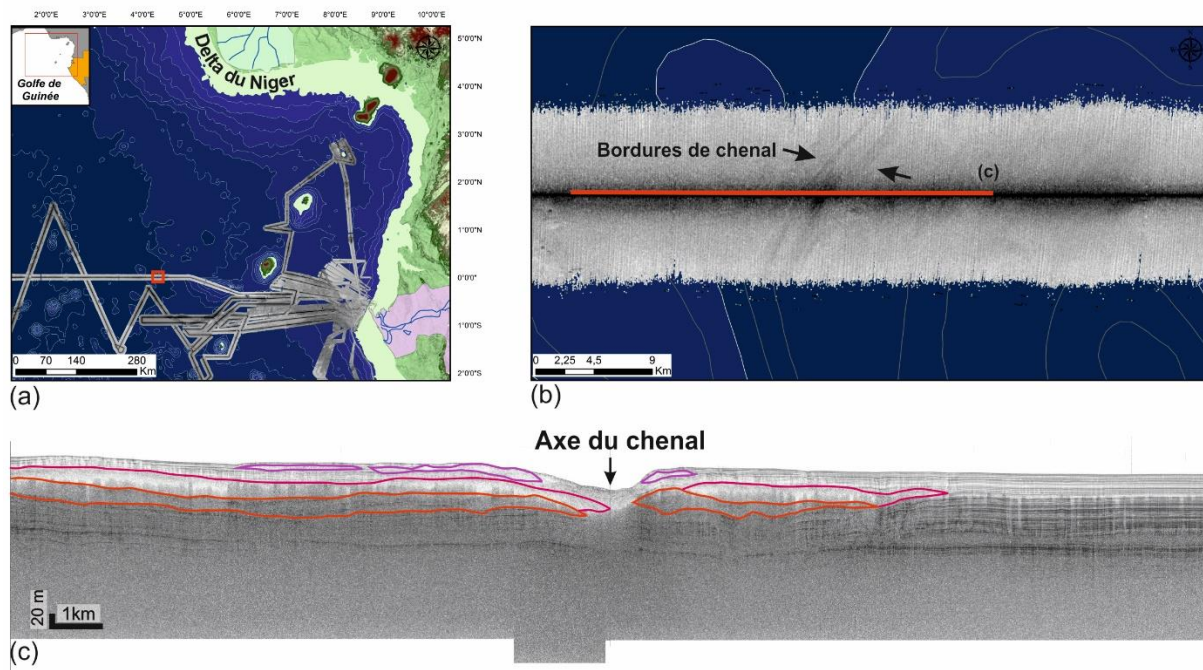 2°0'0"E 3°0'0"E 4°0'0"E 5°0'0"E 6°0'0"E 7°0'0"E 8°0'0"E 9°0'0"E 10°0'0"E
Golfe de
Guinée
Delta du Niger
5°0'0"N
4°0'0"N
3°0'0"N
2°0'0"N
1°0'0"N
0°0'0"
1°0'0"S
2°0'0"S
0 70 140 280
Km
(a)
Bordures de chenal
(c)
0 2,25 4,5 9
Km
(b)
Axe du chenal
20 m
1km
(c)